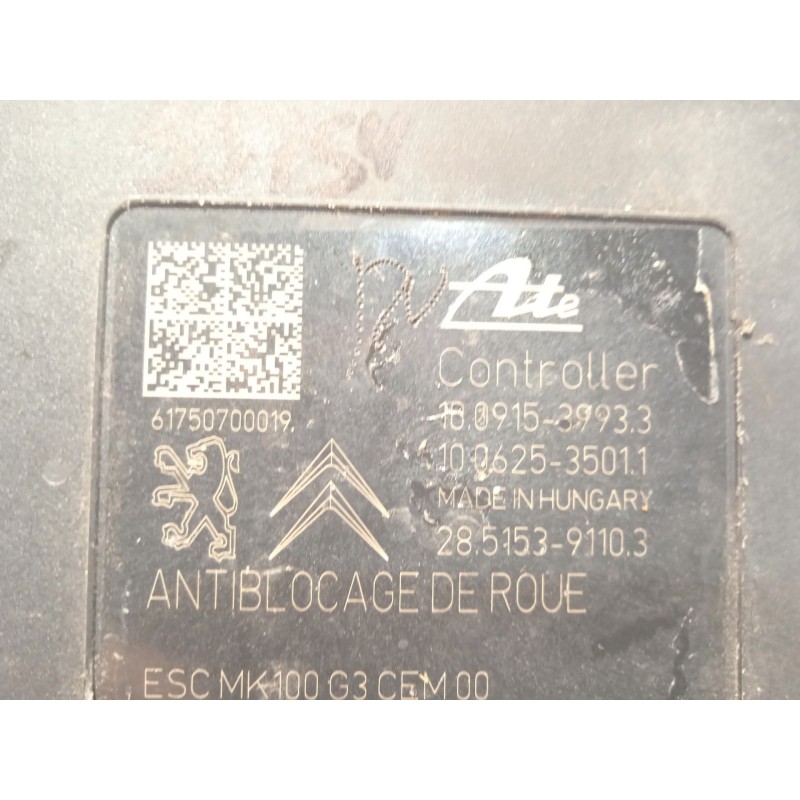 Ate
Controller
61750700019.
18.0915-3993.3
10.0625-3501.1
MADE IN HUNGARY
28.5153-9110.3
ANTIBLOCAGE DE ROUE
ESC MK100 G3 CEM 00